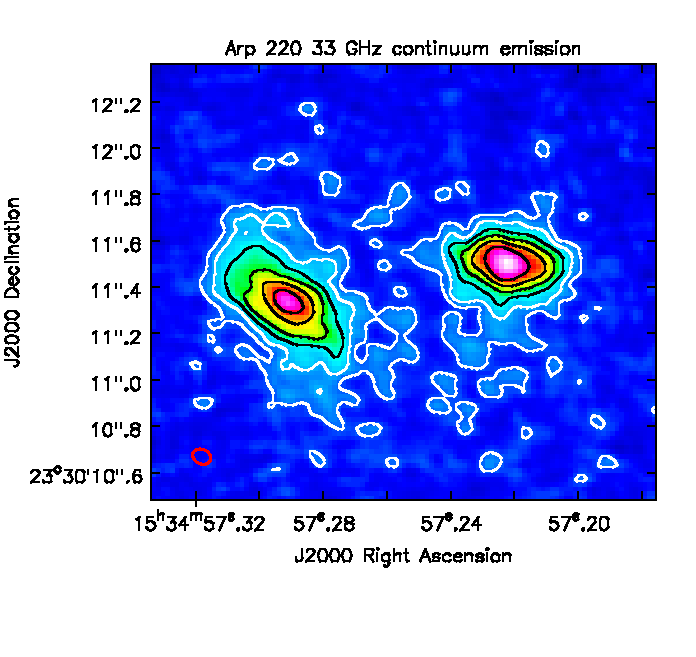 Arp 220 33 GHz continuum emission
J2000 Declination
12".2
12".0
11".8
11".6
11".4
11".2
11".0
10".8
23°30'10".6
15ʰ34ᵐ57ˢ.32 57ˢ.28 57ˢ.24 57ˢ.20
J2000 Right Ascension